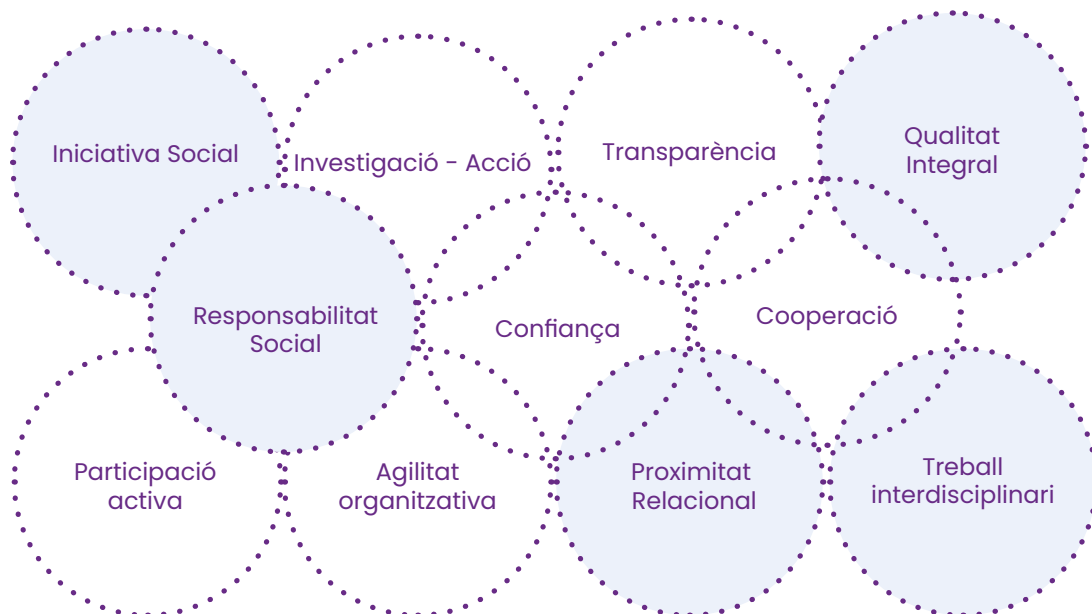 Iniciativa Social
Investigació - Acció
Transparència
Qualitat
Integral
Responsabilitat
Social
Confiança
Cooperació
Participació
activa
Agilitat
organitzativa
Proximitat
Relacional
Treball
interdisciplinari